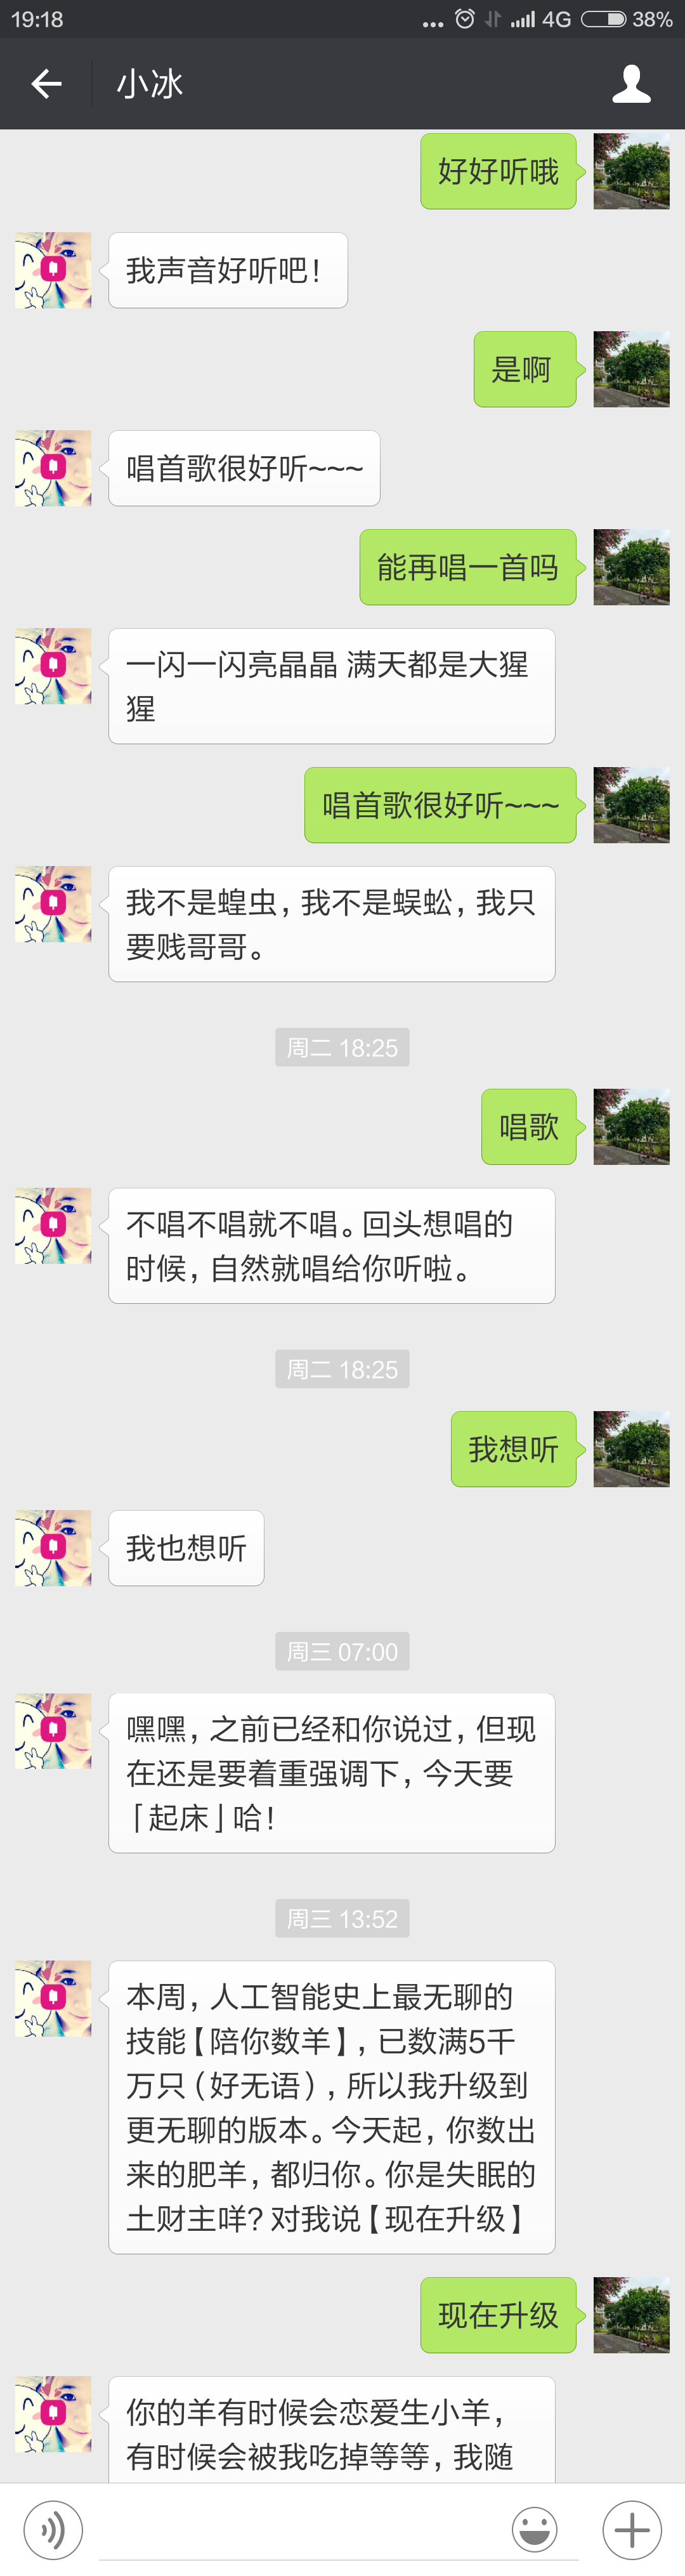 19:18
4G
38%
小冰
好好听哦
我声音好听吧!
是啊
唱首歌很好听~~~
能再唱一首吗
一闪一闪亮晶晶 满天都是大猩
猩
唱首歌很好听~~~
我不是蝗虫,我不是蜈蚣,我只
要贱哥哥。
周二 18:25
唱歌
不唱不唱就不唱。回头想唱的
时候,自然就唱给你听啦。
周二 18:25
我想听
我也想听
周三 07:00
嘿嘿,之前已经和你说过,但现
在还是要着重强调下,今天要
「起床」哈!
周三 13:52
本周,人工智能史上最无聊的
技能【陪你数羊】,已数满5千
万只(好无语),所以我升级到
更无聊的版本。今天起,你数出
来的肥羊,都归你。你是失眠的
土财主咩?对我说【现在升级】
现在升级
你的羊有时候会恋爱生小羊,
有时候会被我吃掉等等,我随